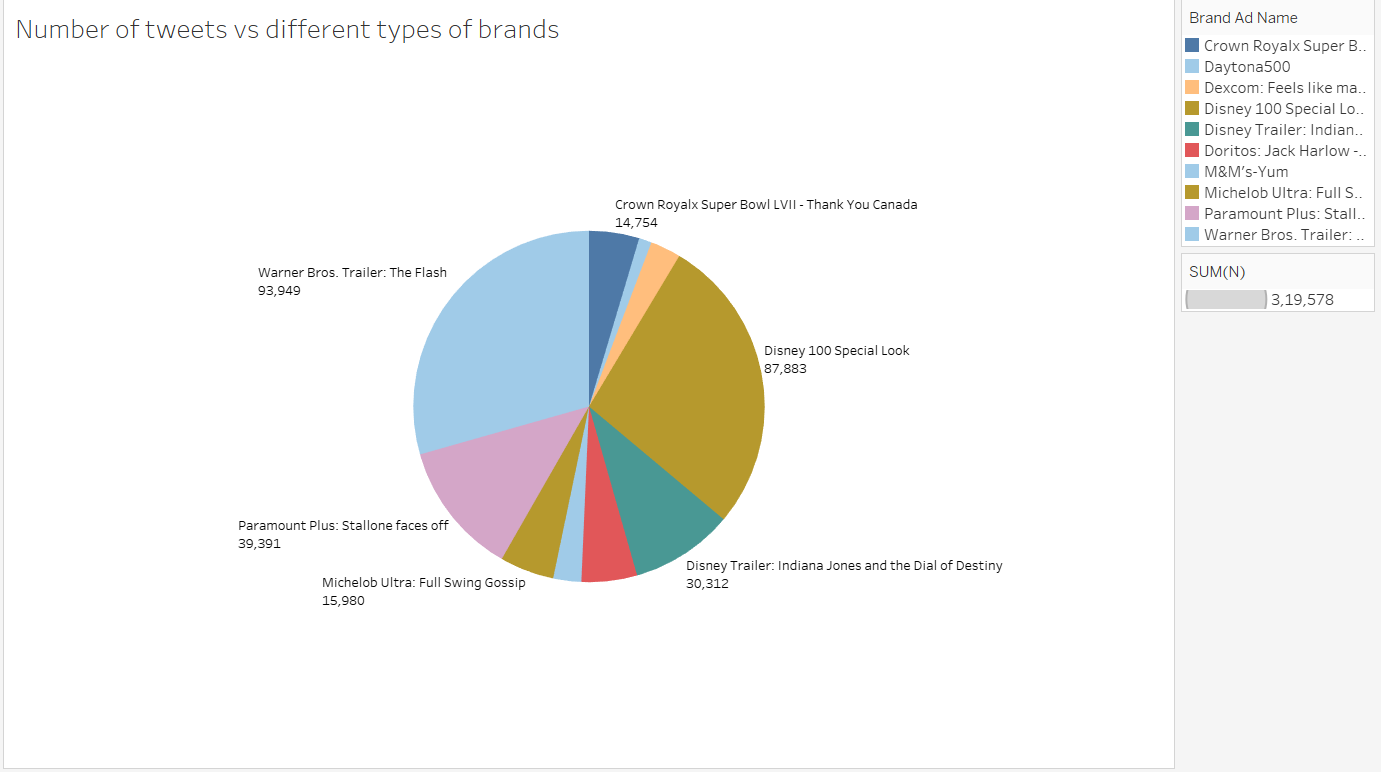 Number of tweets vs different types of brands
Crown Royalx Super Bowl LVII - Thank You Canada
14,754
Warner Bros. Trailer: The Flash
93,949
Disney 100 Special Look
87,883
Paramount Plus: Stallone faces off
39,391
Disney Trailer: Indiana Jones and the Dial of Destiny
30,312
Michelob Ultra: Full Swing Gossip
15,980
Brand Ad Name
Crown Royalx Super B..
Daytona500
Dexcom: Feels like ma..
Disney 100 Special Lo..
Disney Trailer: Indian..
Doritos: Jack Harlow -..
M&M's-Yum
Michelob Ultra: Full S..
Paramount Plus: Stall..
Warner Bros. Trailer: ..
SUM(N)
3,19,578